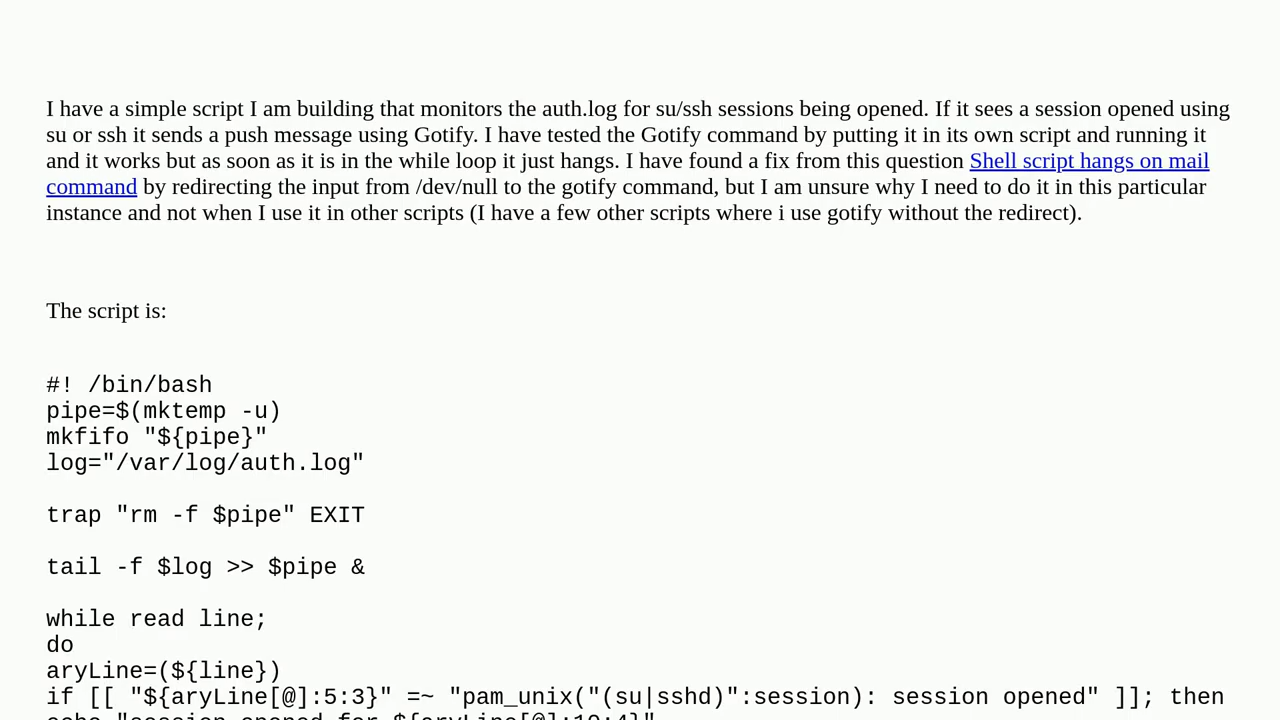 I have a simple script I am building that monitors the auth.log for su/ssh sessions being opened. If it sees a session opened using
su or ssh it sends a push message using Gotify. I have tested the Gotify command by putting it in its own script and running it
and it works but as soon as it is in the while loop it just hangs. I have found a fix from this question Shell script hangs on mail
command by redirecting the input from /dev/null to the gotify command, but I am unsure why I need to do it in this particular
instance and not when I use it in other scripts (I have a few other scripts where i use gotify without the redirect).
The script is:
#! /bin/bash
pipe=$(mktemp -u)
mkfifo "${pipe}"
log="/var/log/auth.log"
trap "rm -f $pipe" EXIT
tail -f $log >> $pipe &
while read line;
do
aryLine=(${line})
if [[ "${aryLine[@]:5:3}" =~ "pam_unix("(su|sshd)":session): session opened" ]]; then
echo "session opened for ${aryLine[@]:10:4}"